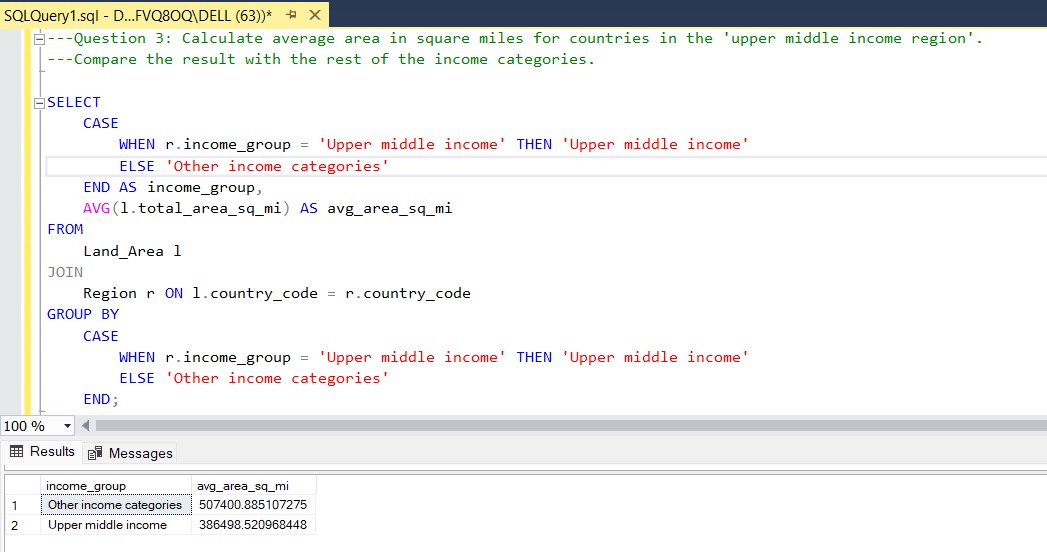 SQLQuery1.sql - D...FVQ8OQ\DELL (63))*
---Question 3: Calculate average area in square miles for countries in the 'upper middle income region'.
---Compare the result with the rest of the income categories.
SELECT
CASE
WHEN r.income_group = 'Upper middle income' THEN 'Upper middle income'
ELSE 'Other income categories'
END AS income_group,
AVG(l.total_area_sq_mi) AS avg_area_sq_mi
FROM
Land_Area l
JOIN
Region r ON l.country_code = r.country_code
GROUP BY
CASE
WHEN r.income_group = 'Upper middle income' THEN 'Upper middle income'
ELSE 'Other income categories'
END;
100 %
Results Messages
income_group avg_area_sq_mi
1 Other income categories 507400.885107275
2 Upper middle income 386498.520968448